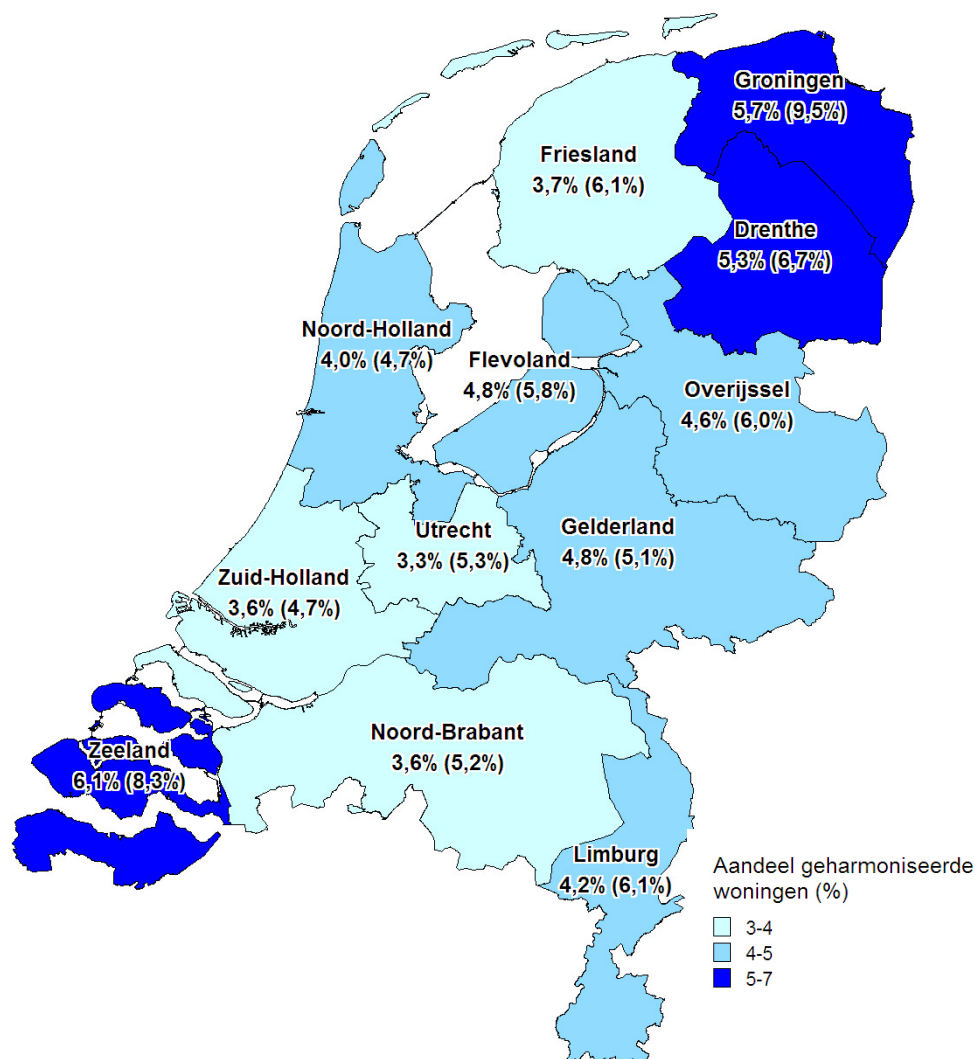 Groningen
5,7% (9,5%)
Friesland
3,7% (6,1%)
Drenthe
5,3% (6,7%)
Noord-Holland
4,0% (4,7%)
Flevoland
4,8% (5,8%)
Overijssel
4,6% (6,0%)
Utrecht
3,3% (5,3%)
Gelderland
4,8% (5,1%)
Zuid-Holland
3,6% (4,7%)
Noord-Brabant
3,6% (5,2%)
Zeeland
6,1% (8,3%)
Limburg
4,2% (6,1%)
Aandeel geharmoniseerde
woningen (%)
3-4
4-5
5-7